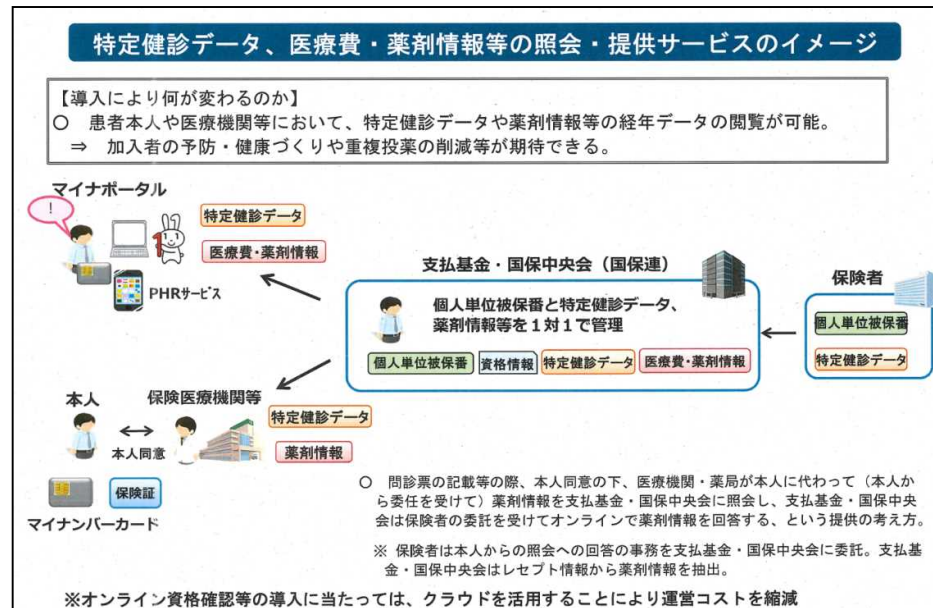 特定健診データ、医療費・薬剤情報等の照会・提供サービスのイメージ
【導入により何が変わるのか】
○ 患者本人や医療機関等において、特定健診データや薬剤情報等の経年データの閲覧が可能。
⇒ 加入者の予防・健康づくりや重複投薬の削減等が期待できる。
マイナポータル
!
特定健診データ
医療費・薬剤情報
PHRサービス
支払基金・国保中央会（国保連）
個人単位被保番と特定健診データ、
薬剤情報等を１対１で管理
個人単位被保番 資格情報 特定健診データ 医療費・薬剤情報
保険者
個人単位被保番
特定健診データ
本人 保険医療機関等
本人同意
特定健診データ
薬剤情報
保険証
マイナンバーカード
○ 問診票の記載等の際、本人同意の下、医療機関・薬局が本人に代わって（本人か
ら委任を受けて）薬剤情報を支払基金・国保中央会に照会し、支払基金・国保中央
会は保険者の委託を受けてオンラインで薬剤情報を回答する、という提供の考え方。
※ 保険者は本人からの照会への回答の事務を支払基金・国保中央会に委託。支払基
金・国保中央会はレセプト情報から薬剤情報を抽出。
※オンライン資格確認等の導入に当たっては、クラウドを活用することにより運営コストを縮減